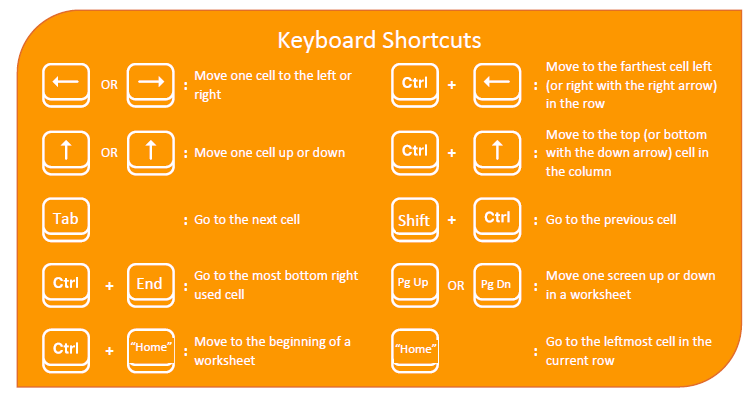 Keyboard Shortcuts
← OR → : Move one cell to the left or
right
Ctrl + ← : Move to the farthest cell left
(or right with the right arrow)
in the row
↑ OR ↑ : Move one cell up or down
Ctrl + ↑ : Move to the top (or bottom
with the down arrow) cell in
the column
Tab : Go to the next cell
Shift + Ctrl : Go to the previous cell
Ctrl + End : Go to the most bottom right
used cell
Pg Up OR Pg Dn : Move one screen up or down
in a worksheet
Ctrl + “Home” : Move to the beginning of a
worksheet
“Home” : Go to the leftmost cell in the
current row